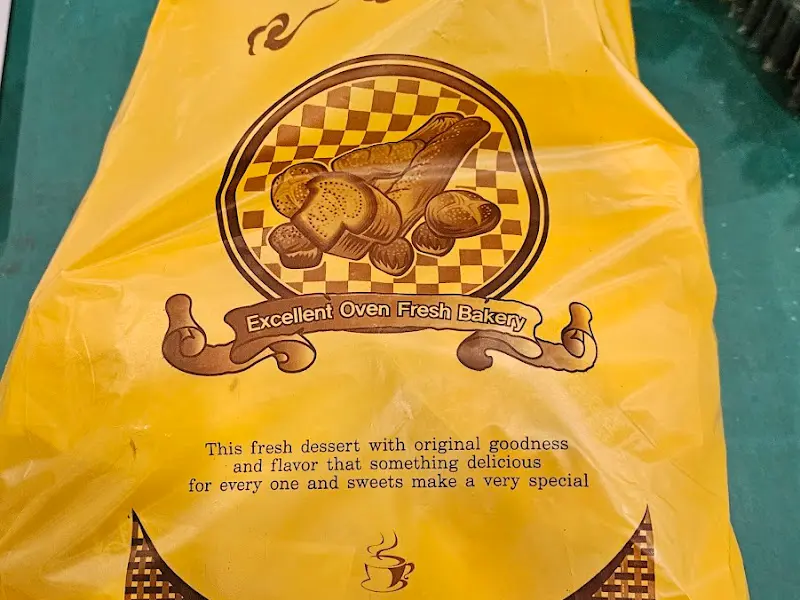 Excellent Oven Fresh Bakery
This fresh dessert with original goodness
and flavor that something delicious
for every one and sweets make a very special